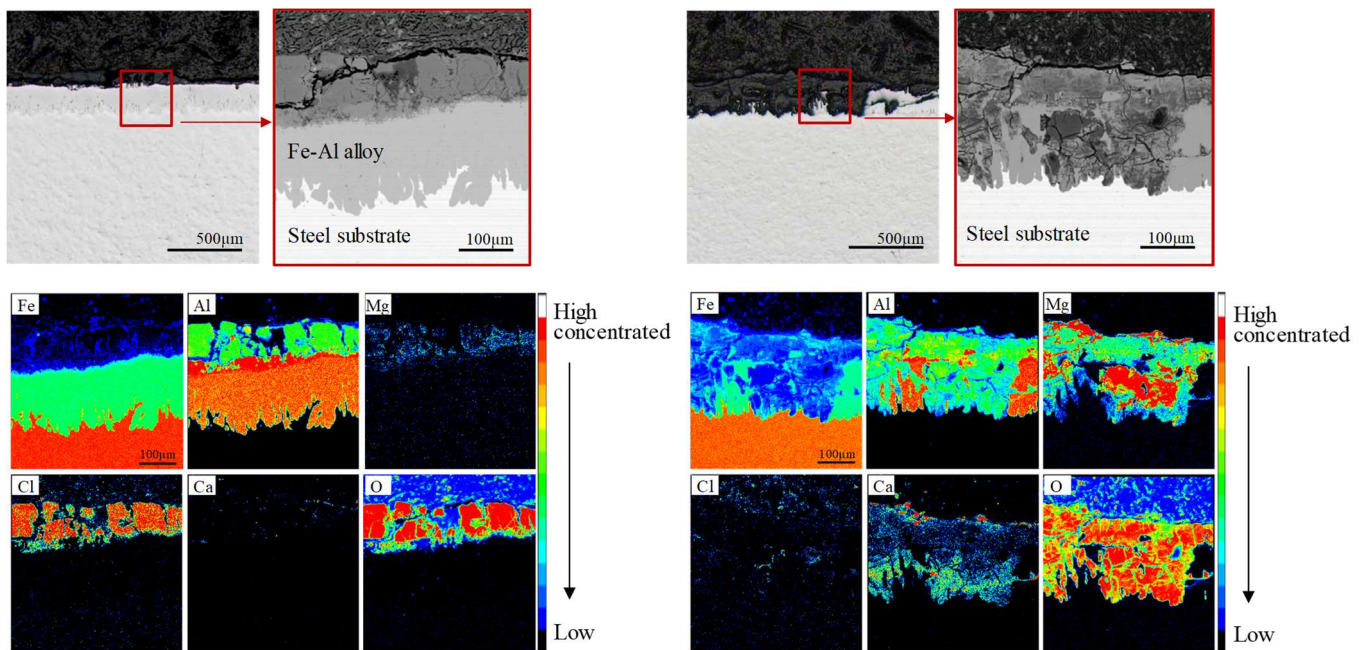 500μm
Fe-Al alloy
Steel substrate
100μm
Fe
Al
Mg
100μm
Cl
Ca
O
High
concentrated
Low
500μm
Steel substrate
100μm
Fe
Al
Mg
100μm
Cl
Ca
O
High
concentrated
Low